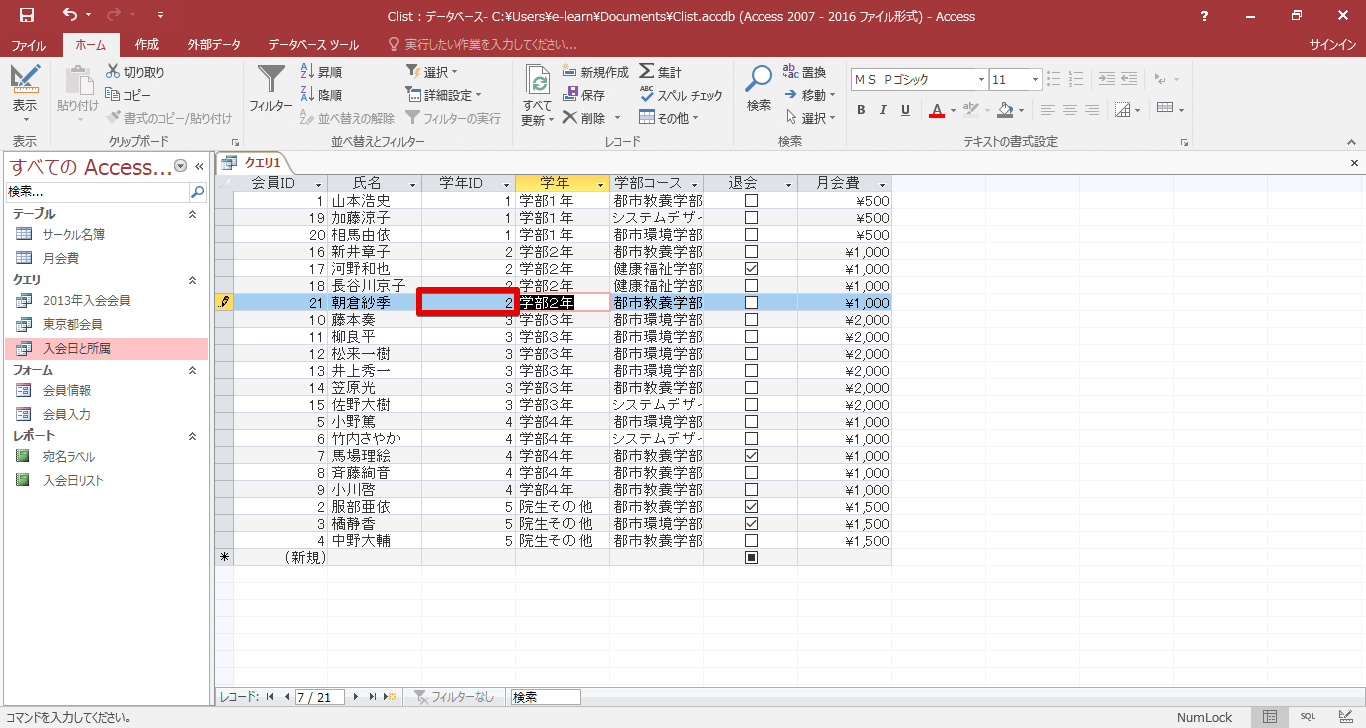 Clist : データベース- C:¥Users¥e-learn¥Documents¥Clist.accdb (Access 2007 - 2016 ファイル形式) - Access
ファイル ホーム 作成 外部データ データベース ツール 実行したい作業を入力してください... サインイン
表示 貼り付け 切り取り コピー 書式のコピー/貼り付け
フィルター 昇順 降順 並べ替えの解除 選択 詳細設定 フィルターの実行
すべて更新 新規作成 保存 削除 集計 スペル チェック その他
検索 置換 移動 選択
MS Pゴシック 11
B I U A
表示 クリップボード 並べ替えとフィルター レコード 検索 テキストの書式設定
すべての Access...
検索...
テーブル
サークル名簿
月会費
クエリ
2013年入会会員
東京都会員
入会日と所属
フォーム
会員情報
会員入力
レポート
宛名ラベル
入会日リスト
クエリ1
会員ID 氏名 学年ID 学年 学部コース 退会 月会費
1 山本浩史 1 学部1年 都市教養学部 ¥500
19 加藤涼子 1 学部1年 システムデザイ ¥500
20 相馬由依 1 学部1年 都市環境学部 ¥500
16 新井章子 2 学部2年 都市教養学部 ¥1,000
17 河野和也 2 学部2年 健康福祉学部 ¥1,000
18 長谷川京子 2 学部2年 健康福祉学部 ¥1,000
21 朝倉紗季 2 学部2年 都市教養学部 ¥1,000
10 藤本奏 3 学部3年 都市環境学部 ¥2,000
11 柳良平 3 学部3年 都市環境学部 ¥2,000
12 松来一樹 3 学部3年 都市環境学部 ¥2,000
13 井上秀一 3 学部3年 都市環境学部 ¥2,000
14 笠原光 3 学部3年 都市教養学部 ¥2,000
15 佐野大樹 3 学部3年 システムデザイ ¥2,000
5 小野篤 4 学部4年 都市環境学部 ¥1,000
6 竹内さやか 4 学部4年 システムデザイ ¥1,000
7 馬場理絵 4 学部4年 都市教養学部 ¥1,000
8 斉藤絢音 4 学部4年 都市教養学部 ¥1,000
9 小川啓 4 学部4年 都市教養学部 ¥1,000
2 服部亜依 5 院生その他 都市教養学部 ¥1,500
3 橘静香 5 院生その他 都市環境学部 ¥1,500
4 中野大輔 5 院生その他 都市教養学部 ¥1,500
(新規)
レコード: 7 / 21 フィルターなし 検索
コマンドを入力してください。 NumLock SQL